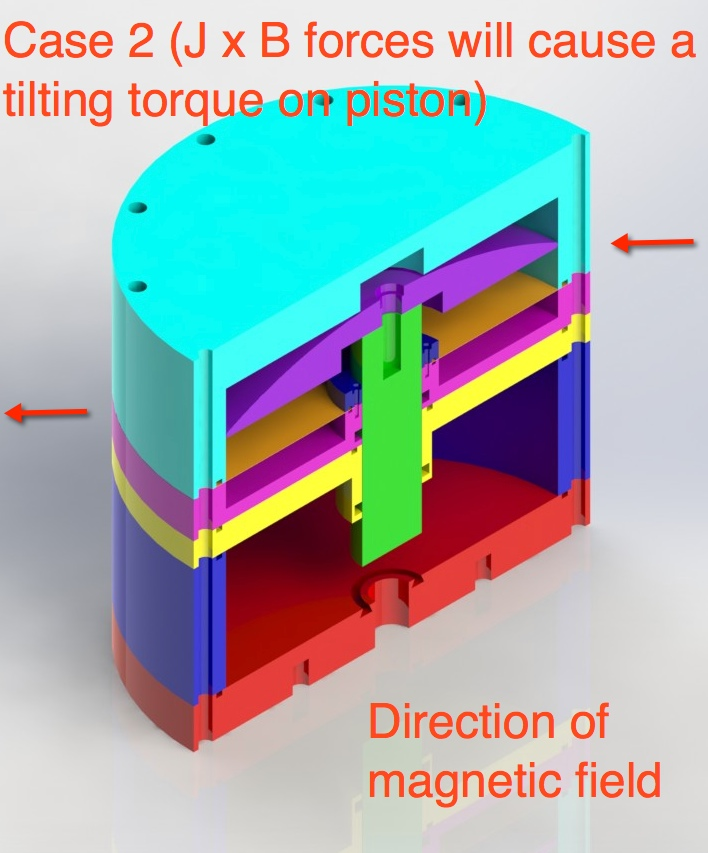 Case 2 (J x B forces will cause a
tilting torque on piston)
Direction of
magnetic field